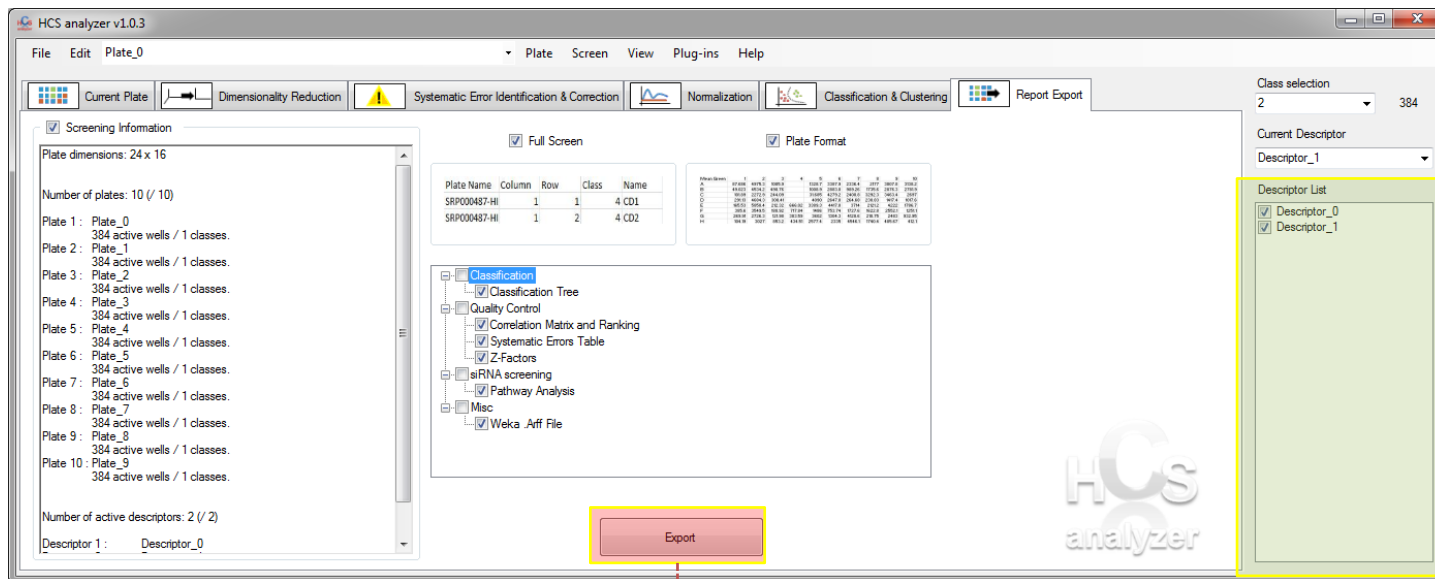 HCS analyzer v1.0.3
File Edit Plate_0 Plate Screen View Plug-ins Help
Current Plate Dimensionality Reduction Systematic Error Identification & Correction Normalization Classification & Clustering Report Export
Class selection
2 384
Current Descriptor
Descriptor_1
Descriptor List
Descriptor_0
Descriptor_1
Screening Information
Plate dimensions: 24 x 16
Number of plates: 10 (/ 10)
Plate 1 : Plate_0
384 active wells / 1 classes.
Plate 2 : Plate_1
384 active wells / 1 classes.
Plate 3 : Plate_2
384 active wells / 1 classes.
Plate 4 : Plate_3
384 active wells / 1 classes.
Plate 5 : Plate_4
384 active wells / 1 classes.
Plate 6 : Plate_5
384 active wells / 1 classes.
Plate 7 : Plate_6
384 active wells / 1 classes.
Plate 8 : Plate_7
384 active wells / 1 classes.
Plate 9 : Plate_8
384 active wells / 1 classes.
Plate 10 : Plate_9
384 active wells / 1 classes.
Number of active descriptors: 2 (/ 2)
Descriptor 1 : Descriptor_0
Full Screen
Plate Format
Plate Name Column Row Class Name
SRP000487-HI 1 1 4 CD1
SRP000487-HI 1 2 4 CD2
Classification
Classification Tree
Quality Control
Correlation Matrix and Ranking
Systematic Errors Table
Z-Factors
siRNA screening
Pathway Analysis
Misc
Weka .Arff File
Export
HCS
analyzer